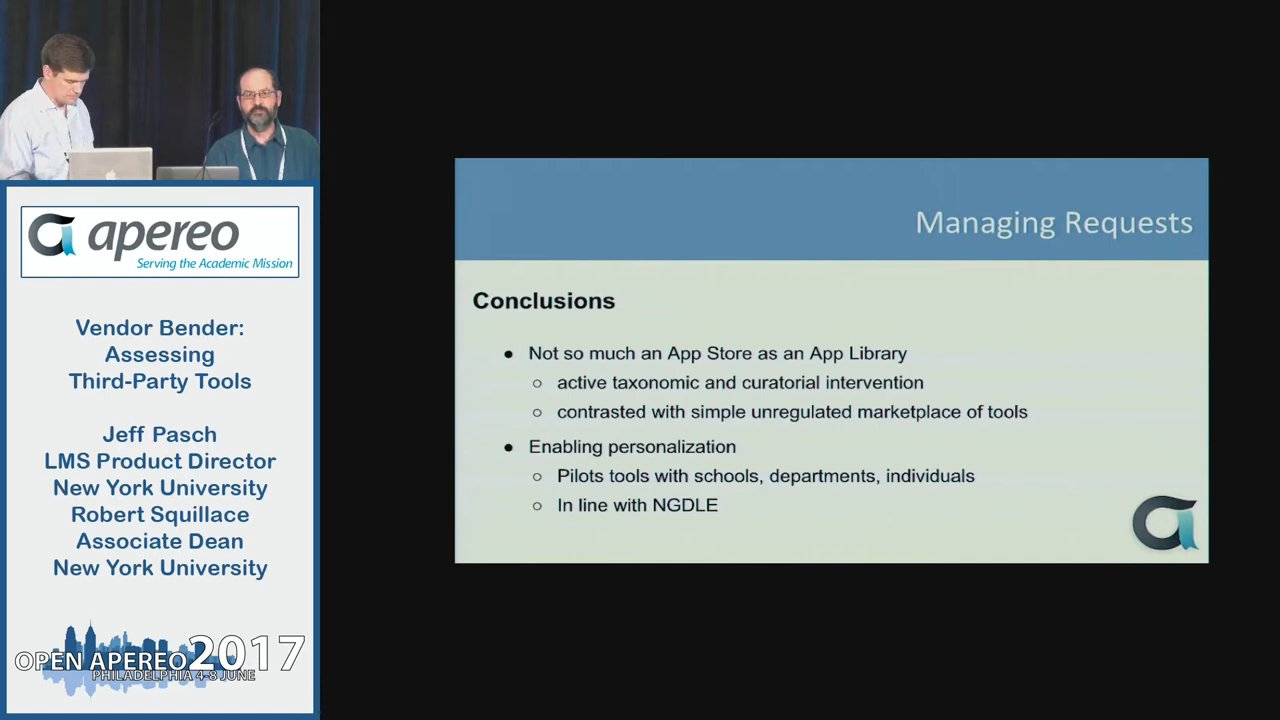 apereo
Serving the Academic Mission
Vendor Bender:
Assessing
Third-Party Tools
Jeff Pasch
LMS Product Director
New York University
Robert Squillace
Associate Dean
New York University
OPEN APEREO 2017
PHILADELPHIA 4-8 JUNE
Managing Requests
Conclusions
● Not so much an App Store as an App Library
○ active taxonomic and curatorial intervention
○ contrasted with simple unregulated marketplace of tools
● Enabling personalization
○ Pilots tools with schools, departments, individuals
○ In line with NGDLE